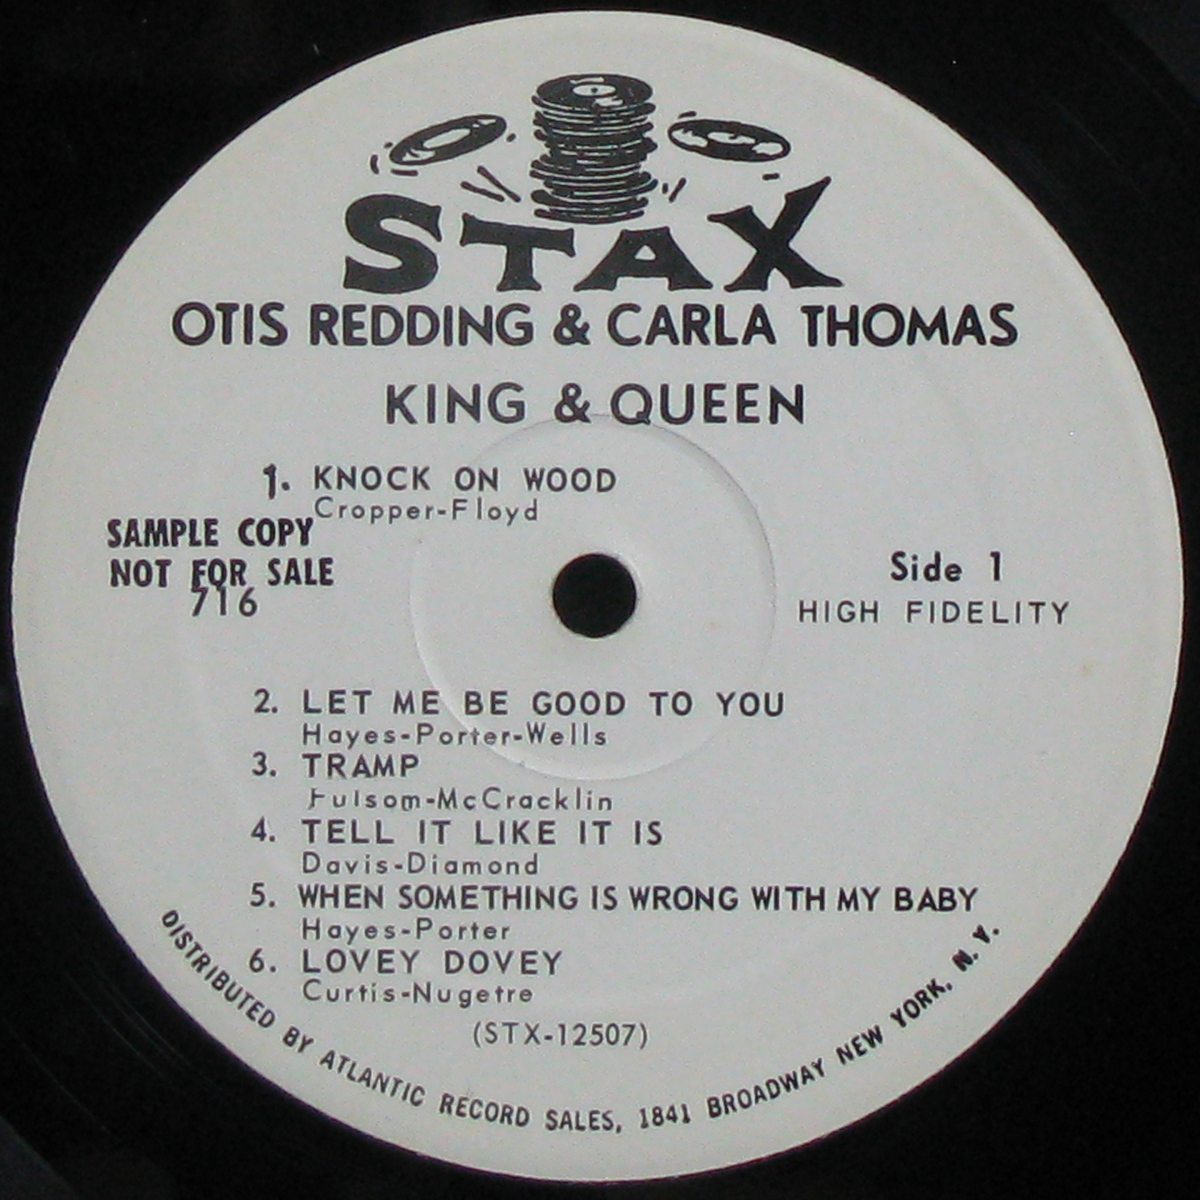 STAX
OTIS REDDING & CARLA THOMAS
KING & QUEEN
1. KNOCK ON WOOD
Cropper-Floyd
SAMPLE COPY
NOT FOR SALE
716
Side 1
HIGH FIDELITY
2. LET ME BE GOOD TO YOU
Hayes-Porter-Wells
3. TRAMP
Fulsom-McCracklin
4. TELL IT LIKE IT IS
Davis-Diamond
5. WHEN SOMETHING IS WRONG WITH MY BABY
Hayes-Porter
6. LOVEY DOVEY
Curtis-Nugetre
(STX-12507)
DISTRIBUTED BY ATLANTIC RECORD SALES, 1841 BROADWAY NEW YORK, N. Y.